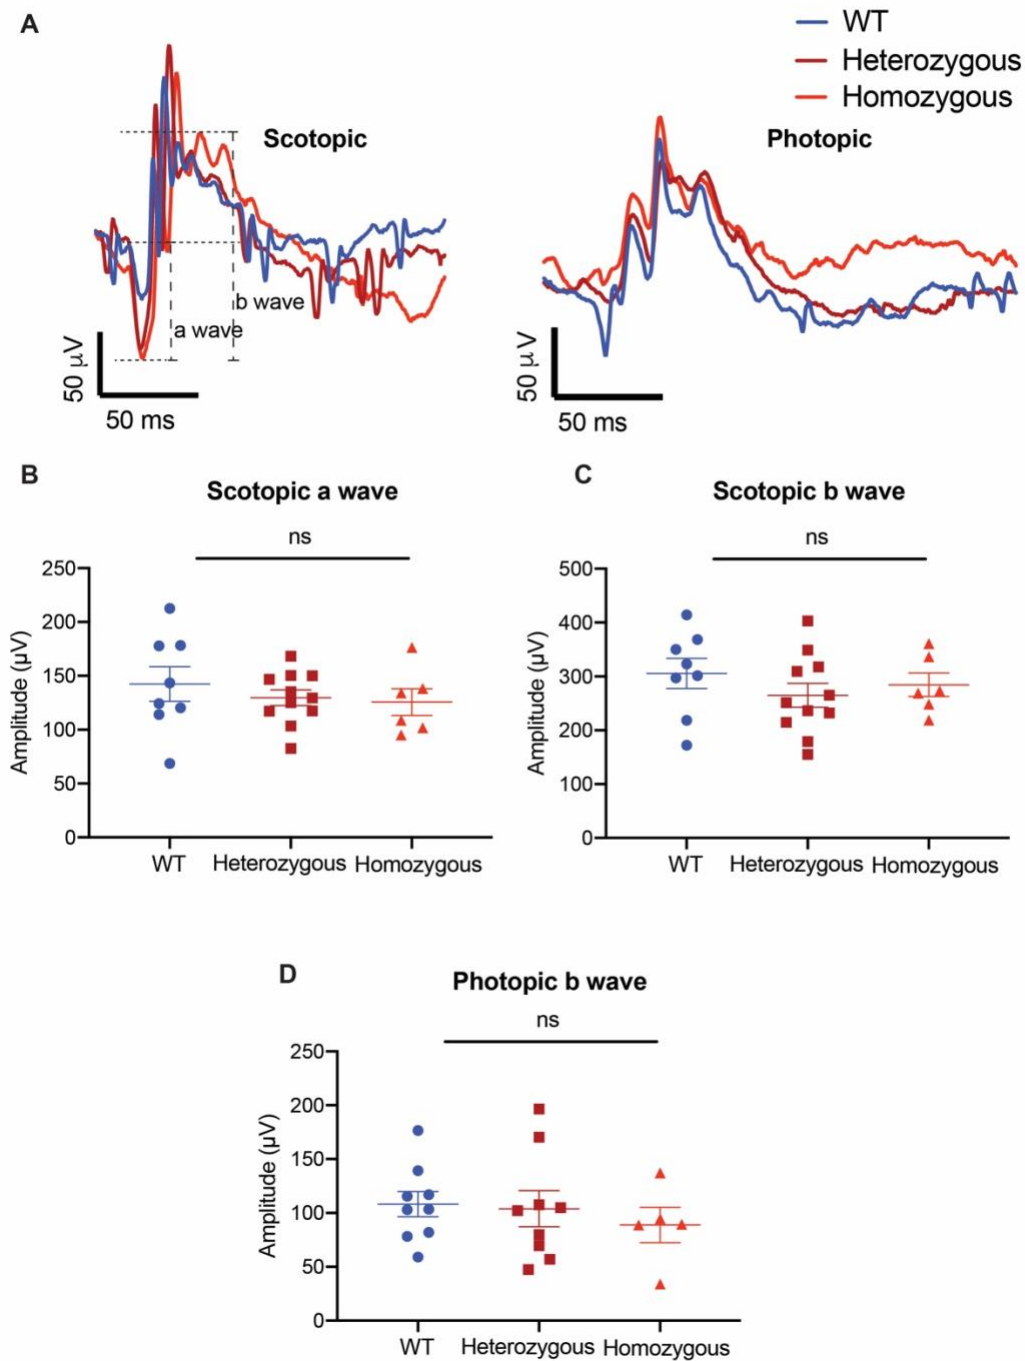 A
WT
Heterozygous
Homozygous
Scotopic
Photopic
b wave
a wave
50 μV
50 ms
50 μV
50 ms
B
Scotopic a wave
ns
Amplitude (μV)
250
200
150
100
50
0
WT
Heterozygous
Homozygous
C
Scotopic b wave
ns
Amplitude (μV)
500
400
300
200
100
0
WT
Heterozygous
Homozygous
D
Photopic b wave
ns
Amplitude (μV)
250
200
150
100
50
0
WT
Heterozygous
Homozygous